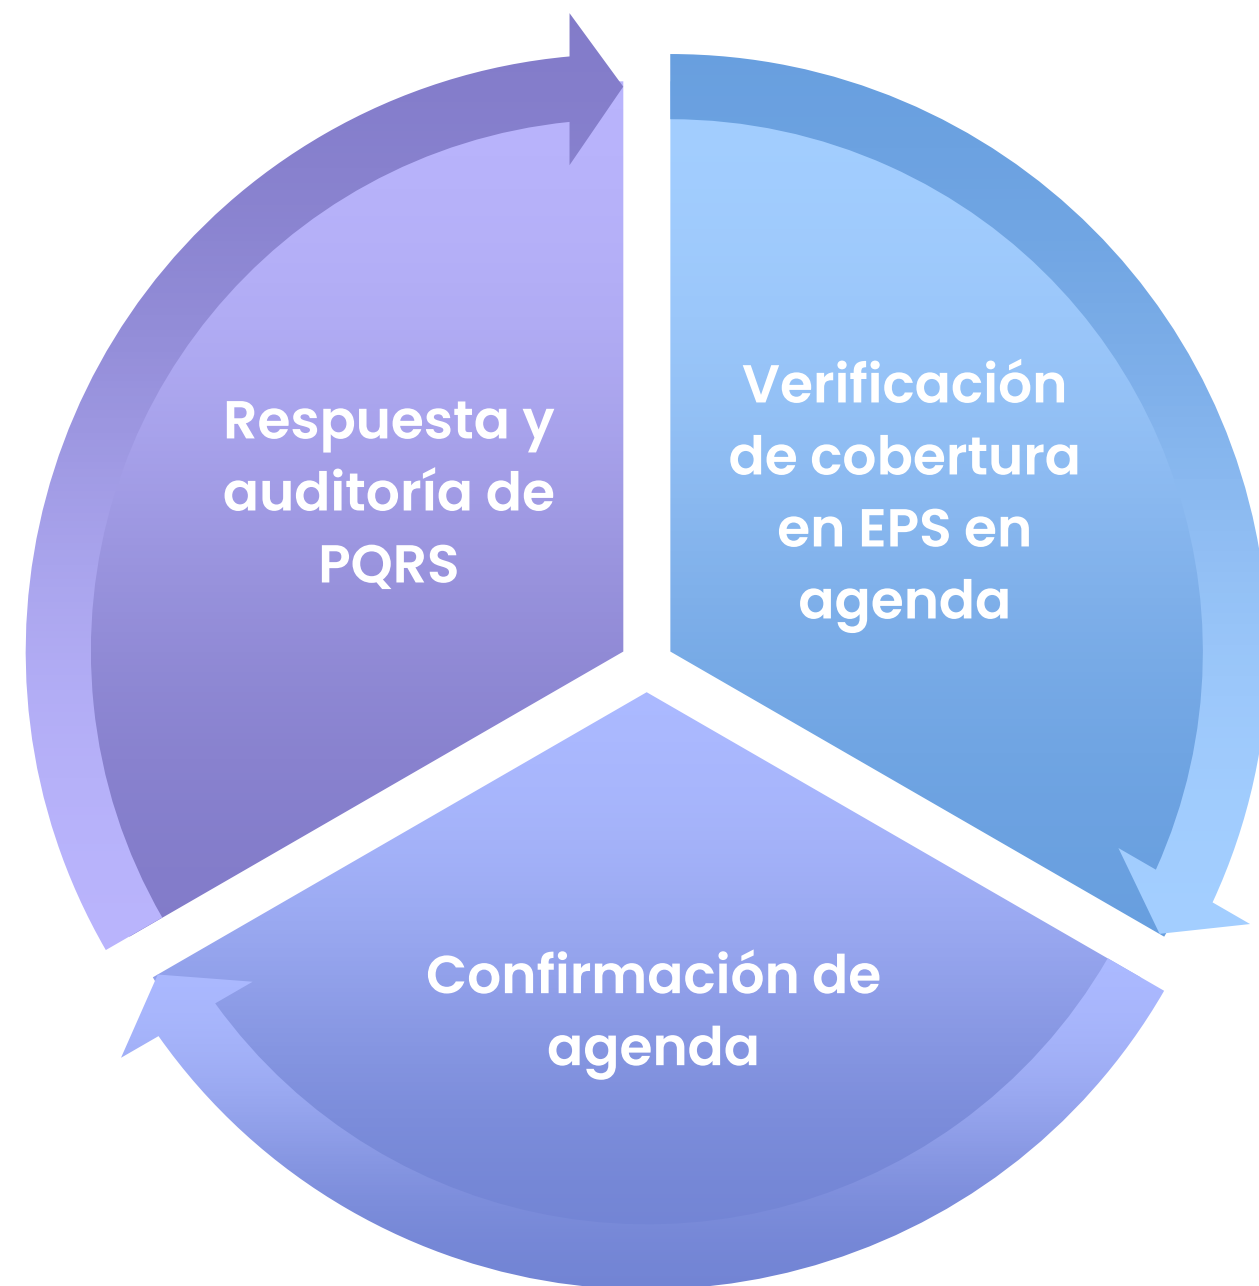 Respuesta y
auditoría de
PQRS
Verificación
de cobertura
en EPS en
agenda
Confirmación de
agenda